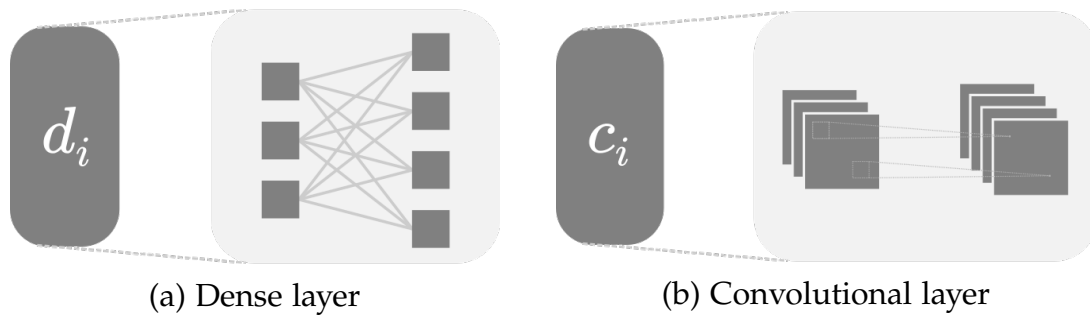 d_i
c_i
(a) Dense layer
(b) Convolutional layer